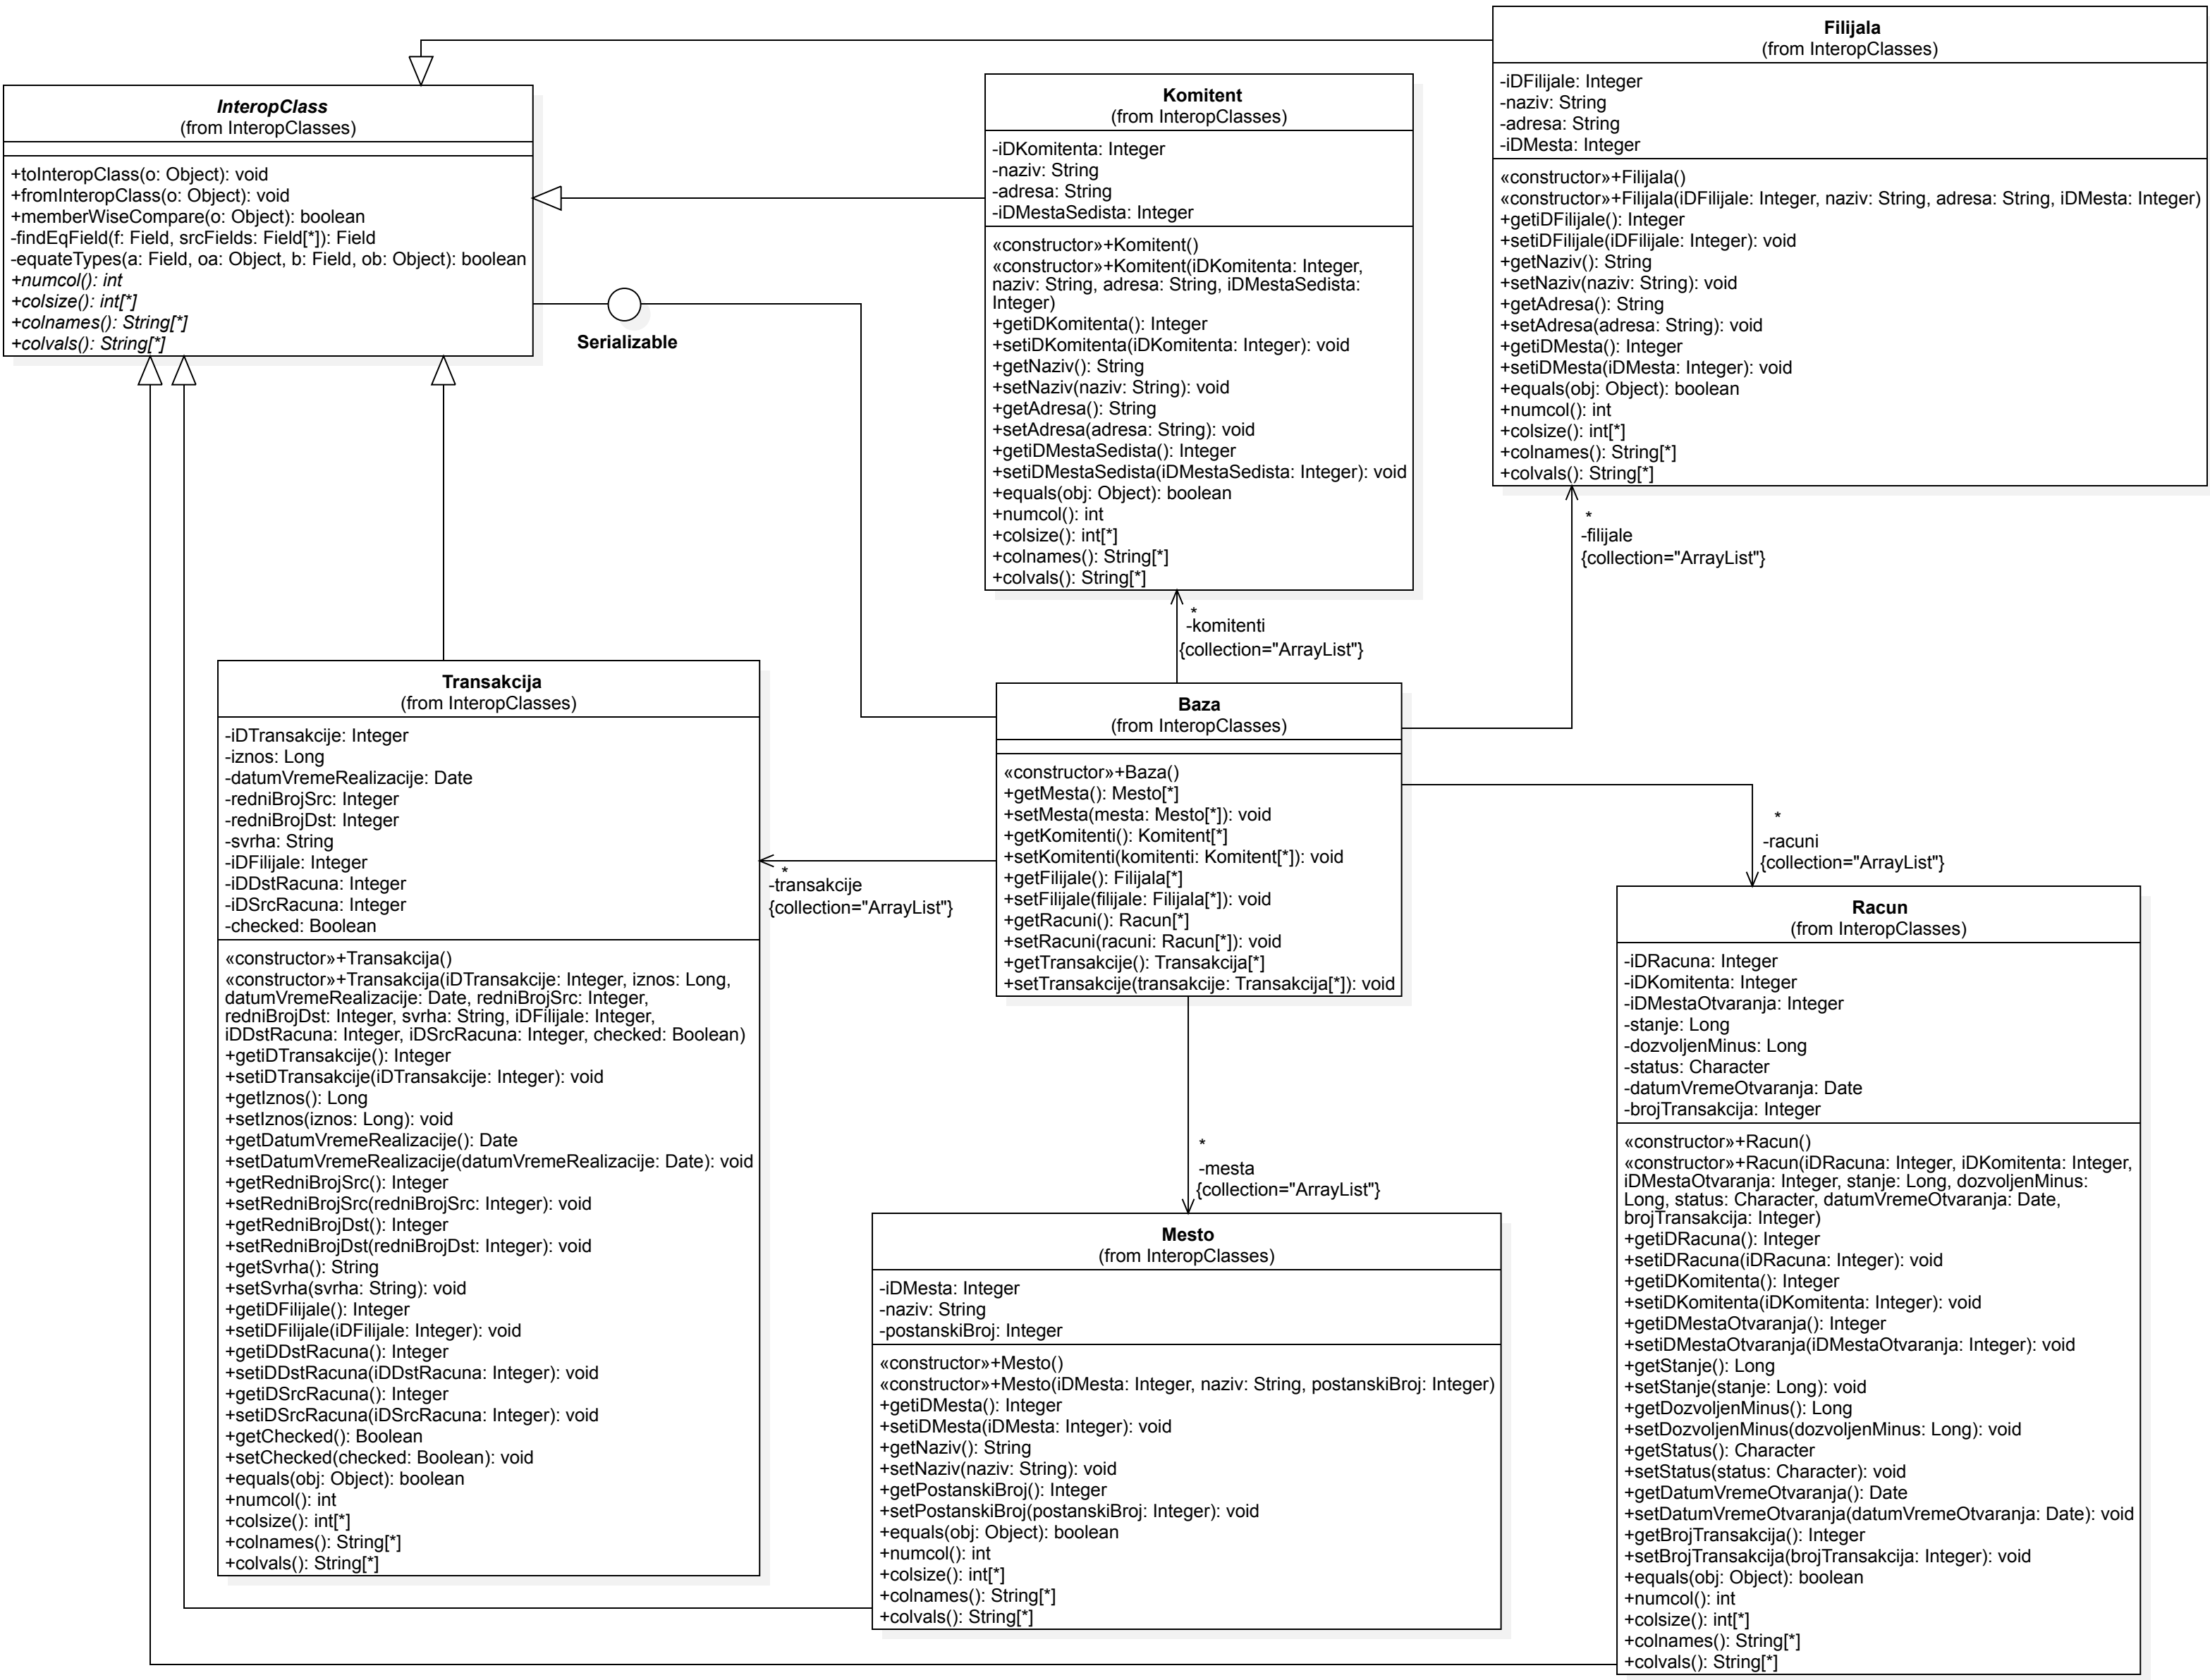 Filijala
(from InteropClasses)
-iDFilijale: Integer
-naziv: String
-adresa: String
-iDMesta: Integer
«constructor»+Filijala()
«constructor»+Filijala(iDFilijale: Integer, naziv: String, adresa: String, iDMesta: Integer)
+getiDFilijale(): Integer
+setiDFilijale(iDFilijale: Integer): void
+getNaziv(): String
+setNaziv(naziv: String): void
+getAdresa(): String
+setAdresa(adresa: String): void
+getiDMesta(): Integer
+setiDMesta(iDMesta: Integer): void
+equals(obj: Object): boolean
+numcol(): int
+colsize(): int[*]
+colnames(): String[*]
+colvals(): String[*]
InteropClass
(from InteropClasses)
+toInteropClass(o: Object): void
+fromInteropClass(o: Object): void
+memberWiseCompare(o: Object): boolean
-findEqField(f: Field, srcFields: Field[*]): Field
-equateTypes(a: Field, oa: Object, b: Field, ob: Object): boolean
+numcol(): int
+colsize(): int[*]
+colnames(): String[*]
+colvals(): String[*]
Serializable
Komitent
(from InteropClasses)
-iDKomitenta: Integer
-naziv: String
-adresa: String
-iDMestaSedista: Integer
«constructor»+Komitent()
«constructor»+Komitent(iDKomitenta: Integer,
naziv: String, adresa: String, iDMestaSedista:
Integer)
+getiDKomitenta(): Integer
+setiDKomitenta(iDKomitenta: Integer): void
+getNaziv(): String
+setNaziv(naziv: String): void
+getAdresa(): String
+setAdresa(adresa: String): void
+getiDMestaSedista(): Integer
+setiDMestaSedista(iDMestaSedista: Integer): void
+equals(obj: Object): boolean
+numcol(): int
+colsize(): int[*]
+colnames(): String[*]
+colvals(): String[*]
*
-filijale
{collection="ArrayList"}
*
-komitenti
{collection="ArrayList"}
Transakcija
(from InteropClasses)
-iDTransakcije: Integer
-iznos: Long
-datumVremeRealizacije: Date
-redniBrojSrc: Integer
-redniBrojDst: Integer
-svrha: String
-iDFilijale: Integer
-iDDstRacuna: Integer
-iDSrcRacuna: Integer
-checked: Boolean
«constructor»+Transakcija()
«constructor»+Transakcija(iDTransakcije: Integer, iznos: Long,
datumVremeRealizacije: Date, redniBrojSrc: Integer,
redniBrojDst: Integer, svrha: String, iDFilijale: Integer,
iDDstRacuna: Integer, iDSrcRacuna: Integer, checked: Boolean)
+getiDTransakcije(): Integer
+setiDTransakcije(iDTransakcije: Integer): void
+getIznos(): Long
+setIznos(iznos: Long): void
+getDatumVremeRealizacije(): Date
+setDatumVremeRealizacije(datumVremeRealizacije: Date): void
+getRedniBrojSrc(): Integer
+setRedniBrojSrc(redniBrojSrc: Integer): void
+getRedniBrojDst(): Integer
+setRedniBrojDst(redniBrojDst: Integer): void
+getSvrha(): String
+setSvrha(svrha: String): void
+getiDFilijale(): Integer
+setiDFilijale(iDFilijale: Integer): void
+getiDDstRacuna(): Integer
+setiDDstRacuna(iDDstRacuna: Integer): void
+getiDSrcRacuna(): Integer
+setiDSrcRacuna(iDSrcRacuna: Integer): void
+getChecked(): Boolean
+setChecked(checked: Boolean): void
+equals(obj: Object): boolean
+numcol(): int
+colsize(): int[*]
+colnames(): String[*]
+colvals(): String[*]
Baza
(from InteropClasses)
«constructor»+Baza()
+getMesta(): Mesto[*]
+setMesta(mesta: Mesto[*]): void
+getKomitenti(): Komitent[*]
+setKomitenti(komitenti: Komitent[*]): void
+getFilijale(): Filijala[*]
+setFilijale(filijale: Filijala[*]): void
+getRacuni(): Racun[*]
+setRacuni(racuni: Racun[*]): void
+getTransakcije(): Transakcija[*]
+setTransakcije(transakcije: Transakcija[*]): void
*
-transakcije
{collection="ArrayList"}
*
-racuni
{collection="ArrayList"}
*
-mesta
{collection="ArrayList"}
Racun
(from InteropClasses)
-iDRacuna: Integer
-iDKomitenta: Integer
-iDMestaOtvaranja: Integer
-stanje: Long
-dozvoljenMinus: Long
-status: Character
-datumVremeOtvaranja: Date
-brojTransakcija: Integer
«constructor»+Racun()
«constructor»+Racun(iDRacuna: Integer, iDKomitenta: Integer,
iDMestaOtvaranja: Integer, stanje: Long, dozvoljenMinus:
Long, status: Character, datumVremeOtvaranja: Date,
brojTransakcija: Integer)
+getiDRacuna(): Integer
+setiDRacuna(iDRacuna: Integer): void
+getiDKomitenta(): Integer
+setiDKomitenta(iDKomitenta: Integer): void
+getiDMestaOtvaranja(): Integer
+setiDMestaOtvaranja(iDMestaOtvaranja: Integer): void
+getStanje(): Long
+setStanje(stanje: Long): void
+getDozvoljenMinus(): Long
+setDozvoljenMinus(dozvoljenMinus: Long): void
+getStatus(): Character
+setStatus(status: Character): void
+getDatumVremeOtvaranja(): Date
+setDatumVremeOtvaranja(datumVremeOtvaranja: Date): void
+getBrojTransakcija(): Integer
+setBrojTransakcija(brojTransakcija: Integer): void
+equals(obj: Object): boolean
+numcol(): int
+colsize(): int[*]
+colnames(): String[*]
+colvals(): String[*]
Mesto
(from InteropClasses)
-iDMesta: Integer
-naziv: String
-postanskiBroj: Integer
«constructor»+Mesto()
«constructor»+Mesto(iDMesta: Integer, naziv: String, postanskiBroj: Integer)
+getiDMesta(): Integer
+setiDMesta(iDMesta: Integer): void
+getNaziv(): String
+setNaziv(naziv: String): void
+getPostanskiBroj(): Integer
+setPostanskiBroj(postanskiBroj: Integer): void
+equals(obj: Object): boolean
+numcol(): int
+colsize(): int[*]
+colnames(): String[*]
+colvals(): String[*]